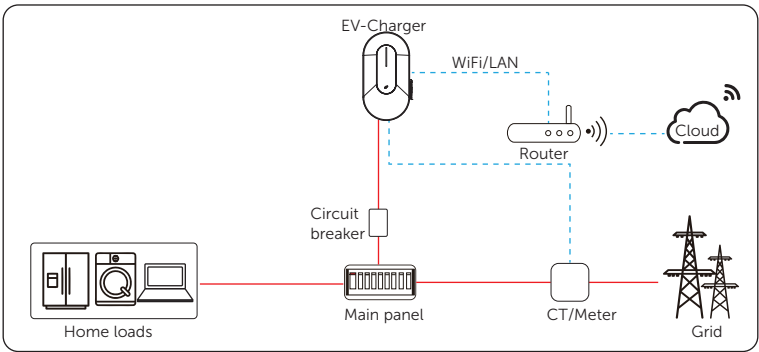 EV-Charger
WiFi/LAN
Cloud
Router
Circuit
breaker
Main panel
CT/Meter
Home loads
Grid